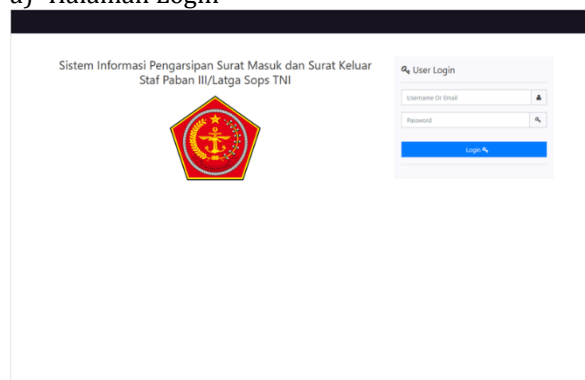 a) Halaman Login
Sistem Informasi Pengarsipan Surat Masuk dan Surat Keluar
Staf Paban III/Latga Sops TNI
User Login
Username Or Email
Password
Login